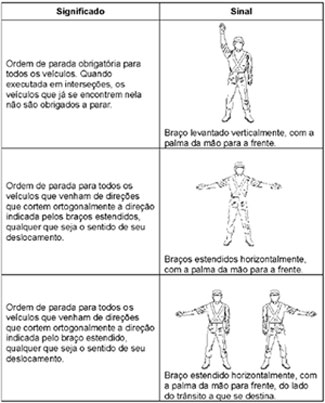 Significado
Sinal
Ordem de parada obrigatória para
todos os veículos. Quando
executada em interseções, os
veículos que já se encontrem nela
não são obrigados a parar.
Braço levantado verticalmente, com a
palma da mão para a frente.
Ordem de parada para todos os
veículos que venham de direções
que cortem ortogonalmente a direção
indicada pelos braços estendidos,
qualquer que seja o sentido de seu
deslocamento.
Braços estendidos horizontalmente,
com a palma da mão para a frente.
Ordem de parada para todos os
veículos que venham de direções
que cortem ortogonalmente a direção
indicada pelo braço estendido,
qualquer que seja o sentido de seu
deslocamento.
Braço estendido horizontalmente, com
a palma da mão para frente, do lado
do trânsito a que se destina.